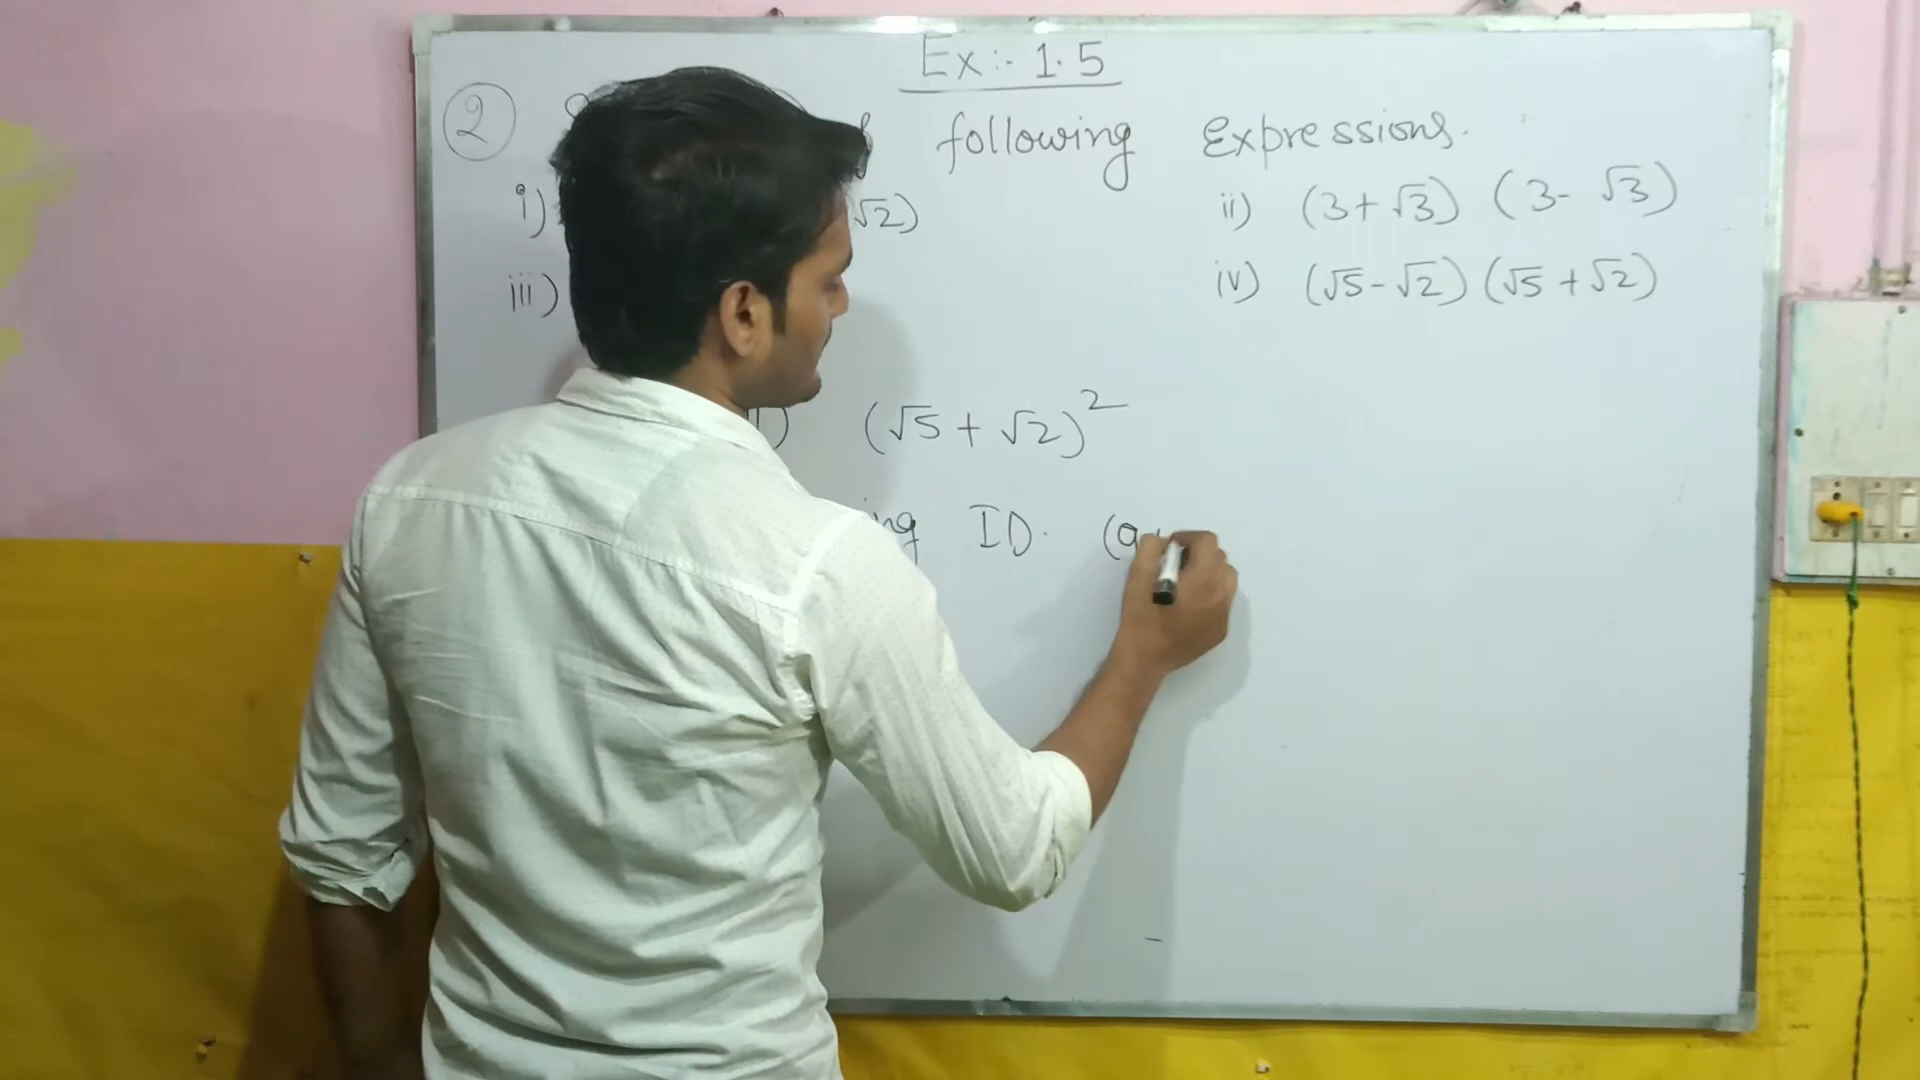 Ex:- 1.5
2 following Expressions.
i) √2) ii) (3+√3) (3-√3)
iii) iv) (√5-√2) (√5+√2)
) (√5+√2)²
ng ID. (a+